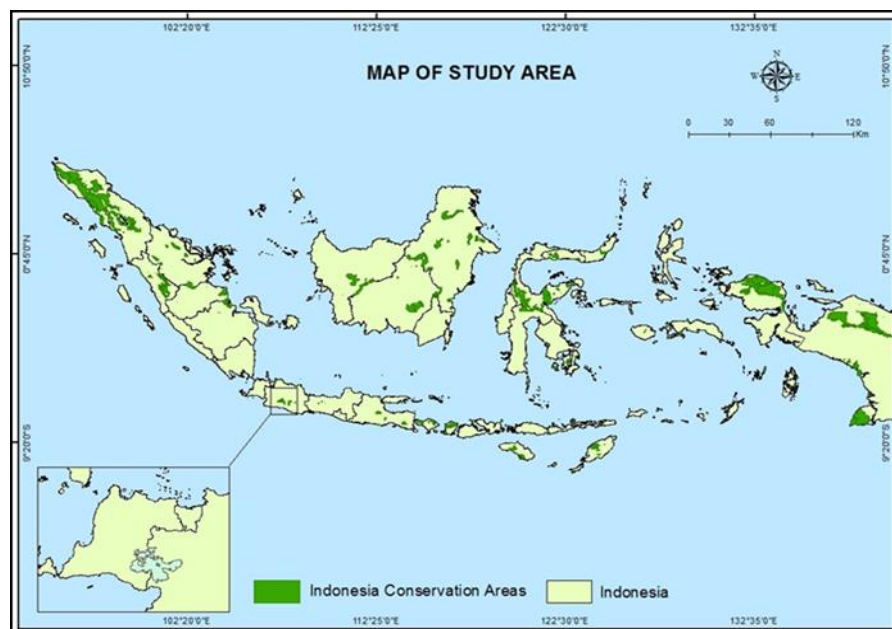 102°20'0"E 112°25'0"E 122°30'0"E 132°35'0"E
10°50'0"N 10°50'0"N
MAP OF STUDY AREA
N
W E
S
0 30 60 120
Km
0°45'0"N 0°45'0"N
9°20'0"S 9°20'0"S
Indonesia Conservation Areas Indonesia
102°20'0"E 112°25'0"E 122°30'0"E 132°35'0"E